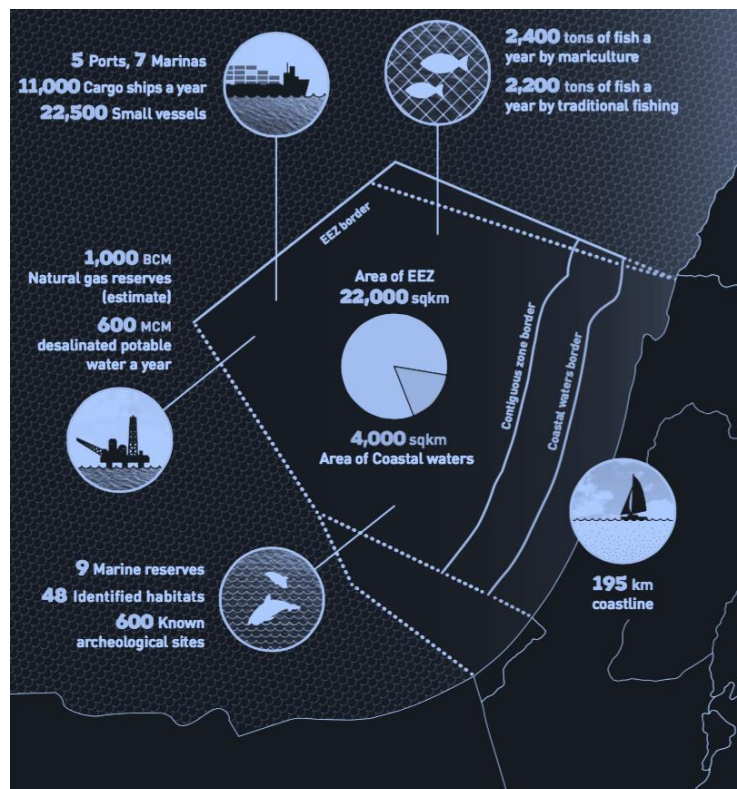 5 Ports, 7 Marinas
11,000 Cargo ships a year
22,500 Small vessels
2,400 tons of fish a
year by mariculture
2,200 tons of fish a
year by traditional fishing
EEZ border
1,000 BCM
Natural gas reserves
(estimate)
600 MCM
desalinated potable
water a year
Area of EEZ
22,000 sqkm
4,000 sqkm
Area of Coastal waters
Contiguous zone border
Coastal waters border
9 Marine reserves
48 Identified habitats
600 Known
archeological sites
195 km
coastline